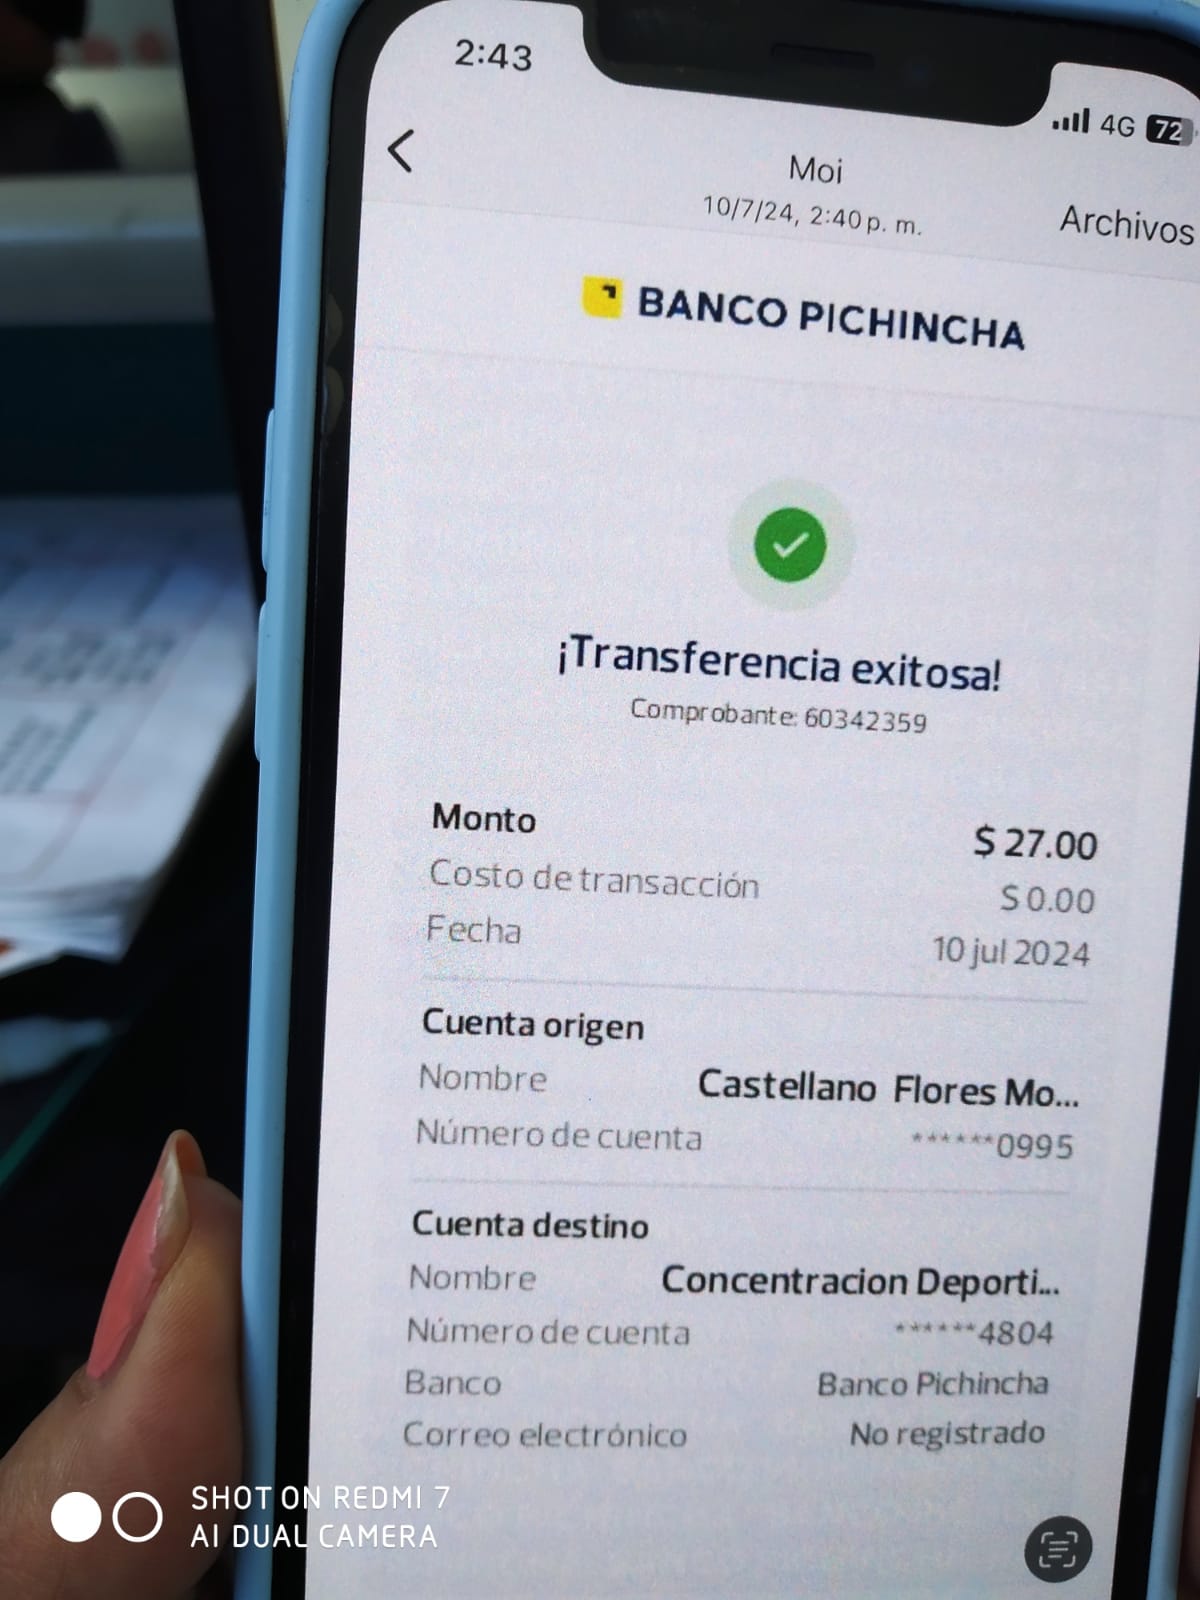 2:43
4G 72
Moi
10/7/24, 2:40 p. m.
Archivos
BANCO PICHINCHA
¡Transferencia exitosa!
Comprobante: 60342359
Monto $ 27.00
Costo de transacción $ 0.00
Fecha 10 jul 2024
Cuenta origen
Nombre Castellano Flores Mo...
Número de cuenta ******0995
Cuenta destino
Nombre Concentracion Deporti...
Número de cuenta ******4804
Banco Banco Pichincha
Correo electrónico No registrado
SHOT ON REDMI 7
AI DUAL CAMERA